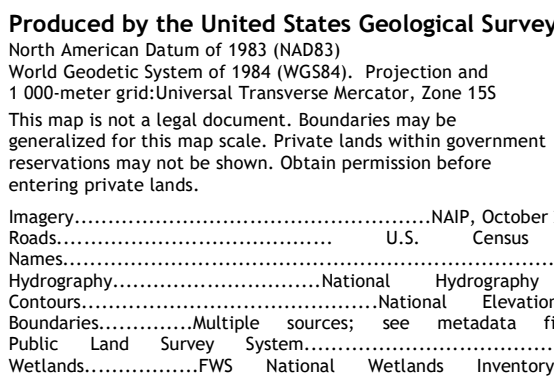 Produced by the United States Geological Survey
North American Datum of 1983 (NAD83)
World Geodetic System of 1984 (WGS84).  Projection and
1 000-meter grid:Universal Transverse Mercator, Zone 15S
This map is not a legal document. Boundaries may be
generalized for this map scale. Private lands within government
reservations may not be shown. Obtain permission before
entering private lands.
Imagery....................................................NAIP, October
Roads........................................ U.S. Census
Names.......................................................................
Hydrography..............................National Hydrography
Contours...........................................National Elevation
Boundaries..............Multiple sources; see metadata fi
Public Land Survey System.....................................
Wetlands.................FWS National Wetlands Inventory